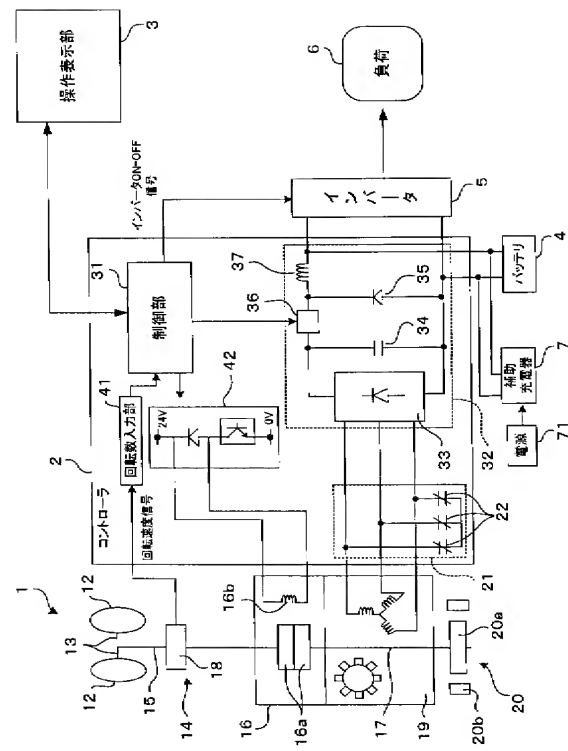 1
12
13
12
15
18
14
16
16a
16b
17
19
20a
20b
20
2
コントローラ
回転速度信号
回転数入力部
41
制御部
31
42
24V
0V
インバータON-OFF
信号
36
37
35
34
33
32
22
21
操作表示部
3
インバータ
5
負荷
6
バッテリ
4
補助
充電器
7
電源
71